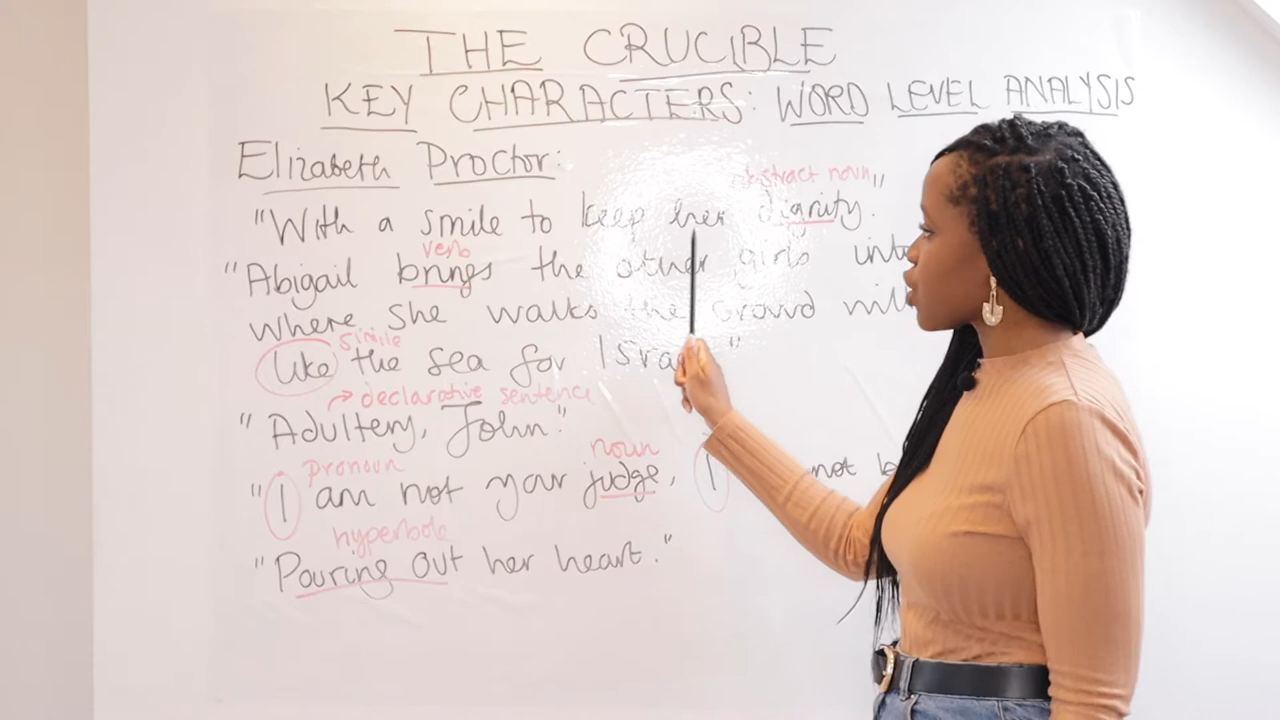 THE CRUCIBLE
KEY CHARACTERS: WORD LEVEL ANALYSIS
Elizabeth Proctor:
abstract noun
"With a smile to keep her dignity."
verb
"Abigail brings the other girls into
where she walks the crowd will
simile
like the sea for Israel"
→ declarative sentence
"Adultery, John."
pronoun noun
"I am not your judge, I not
hyperbole
"Pouring out her heart."